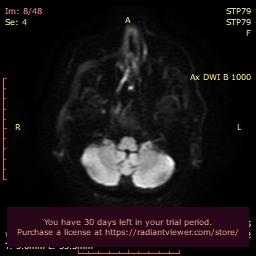 Im: 8/48
Se: 4
A
STP79
STP79
F
Ax DWI B 1000
R
L
You have 30 days left in your trial period.
Purchase a license at https://radiantviewer.com/store/